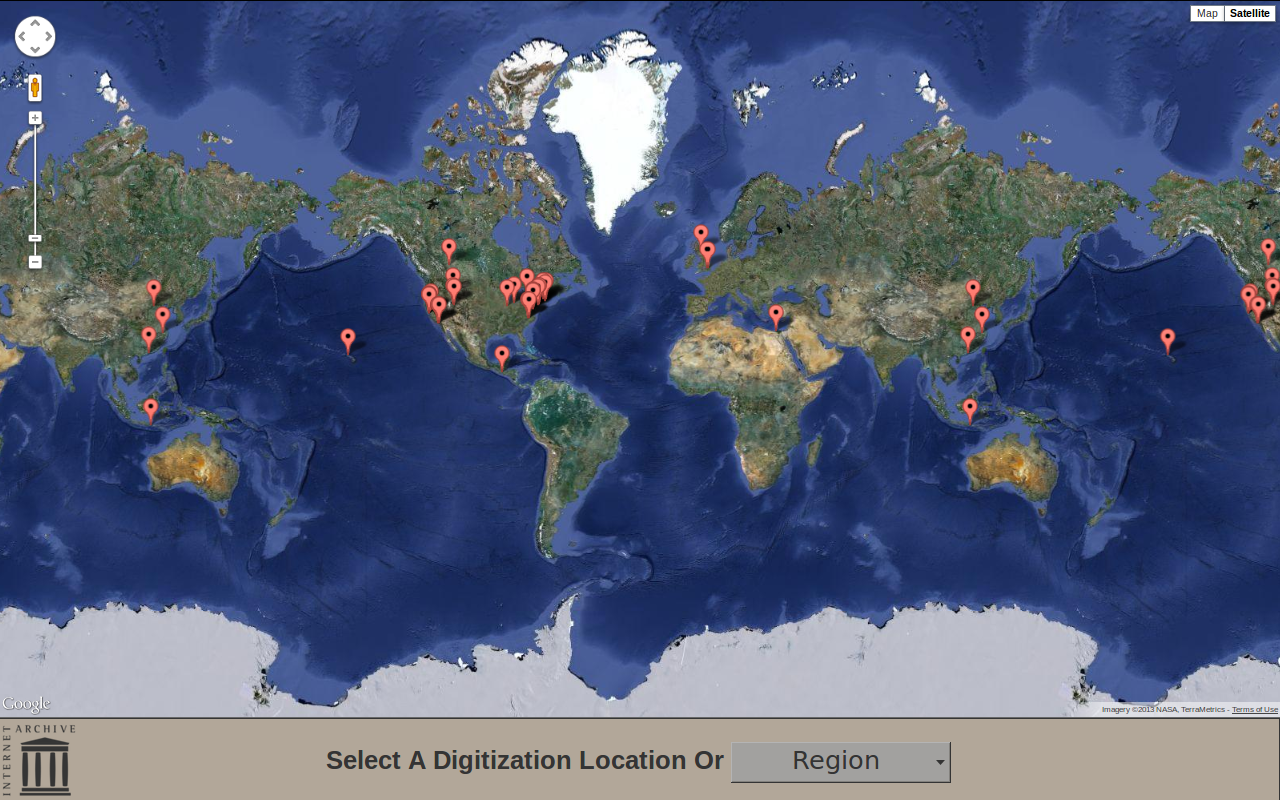 Map Satellite
Google
Imagery ©2013 NASA, TerraMetrics - Terms of Use
INTERNET
ARCHIVE
Select A Digitization Location Or Region